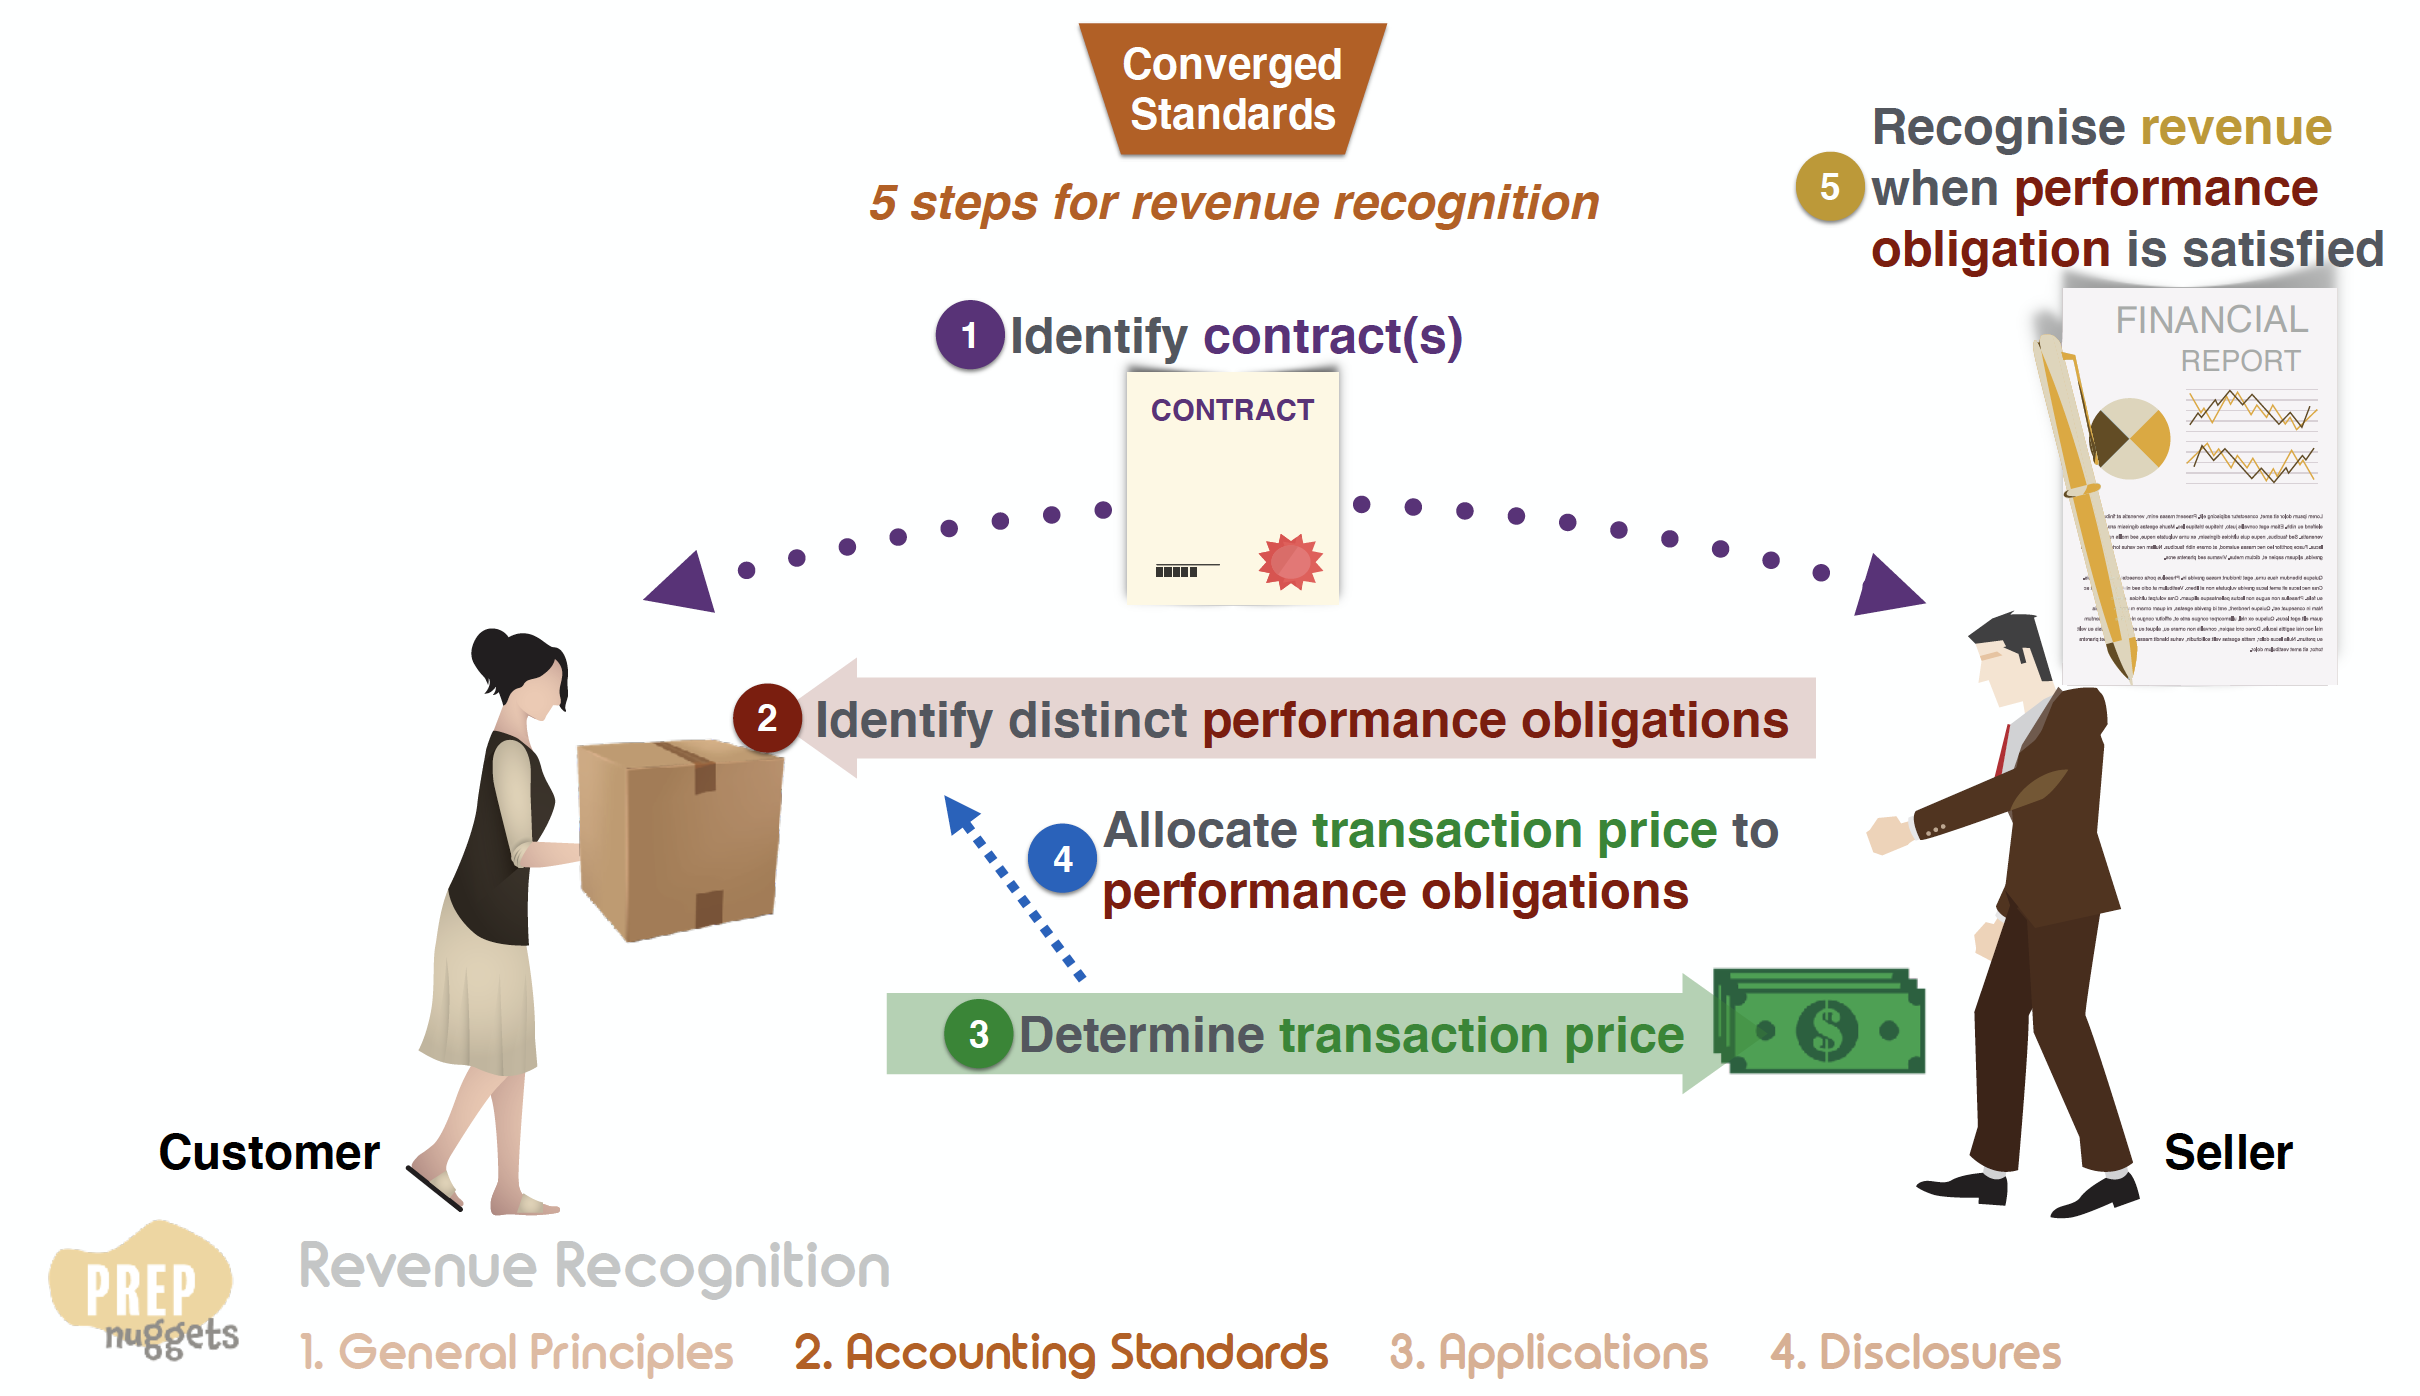 Converged
Standards
5 steps for revenue recognition
1 Identify contract(s)
CONTRACT
5 Recognise revenue
when performance
obligation is satisfied
FINANCIAL
REPORT
2 Identify distinct performance obligations
4 Allocate transaction price to
performance obligations
3 Determine transaction price
Customer
Seller
PREP
nuggets
Revenue Recognition
1. General Principles 2. Accounting Standards 3. Applications 4. Disclosures